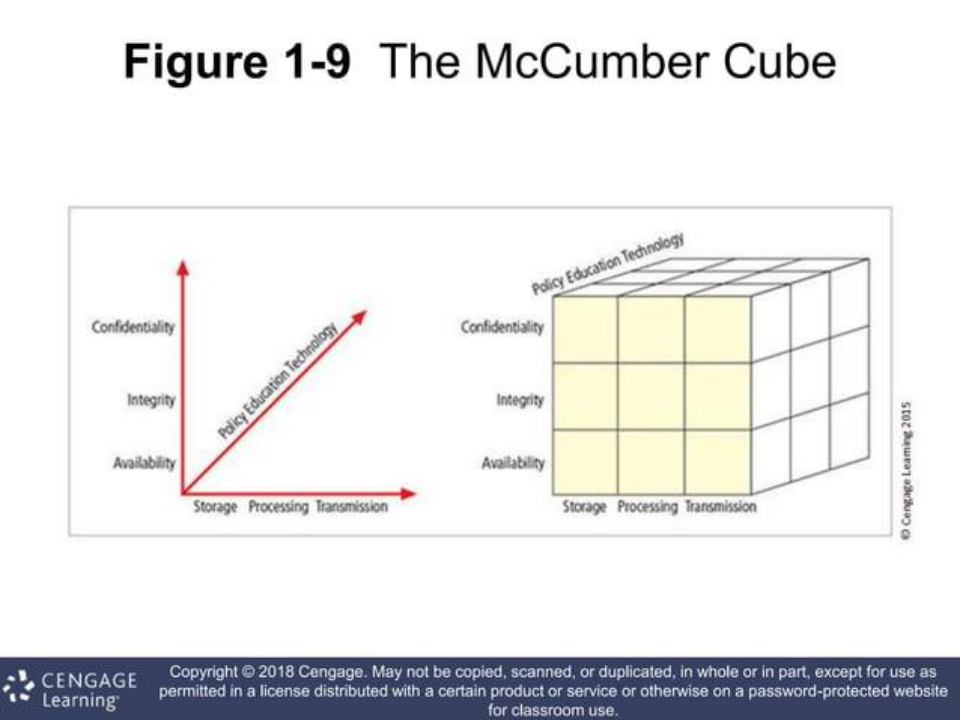 Figure 1-9 The McCumber Cube
Confidentiality
Integrity
Availability
Policy Education Technology
Storage Processing Transmission
Policy Education Technology
Confidentiality
Integrity
Availability
Storage Processing Transmission
© Cengage Learning 2015
CENGAGE
Learning
Copyright © 2018 Cengage. May not be copied, scanned, or duplicated, in whole or in part, except for use as
permitted in a license distributed with a certain product or service or otherwise on a password-protected website
for classroom use.